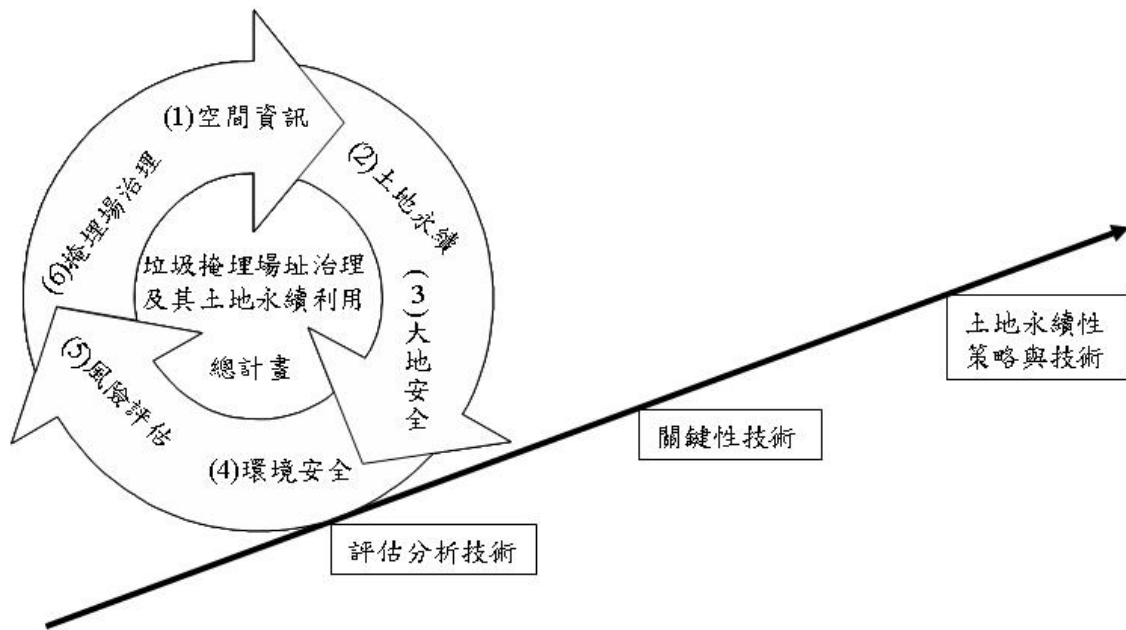 (1)空間資訊
(2)土地永續
(3)大地安全
(4)環境安全
(5)風險評估
(6)掩埋場治理
垃圾掩埋場址治理
及其土地永續利用
總計畫
評估分析技術
關鍵性技術
土地永續性
策略與技術